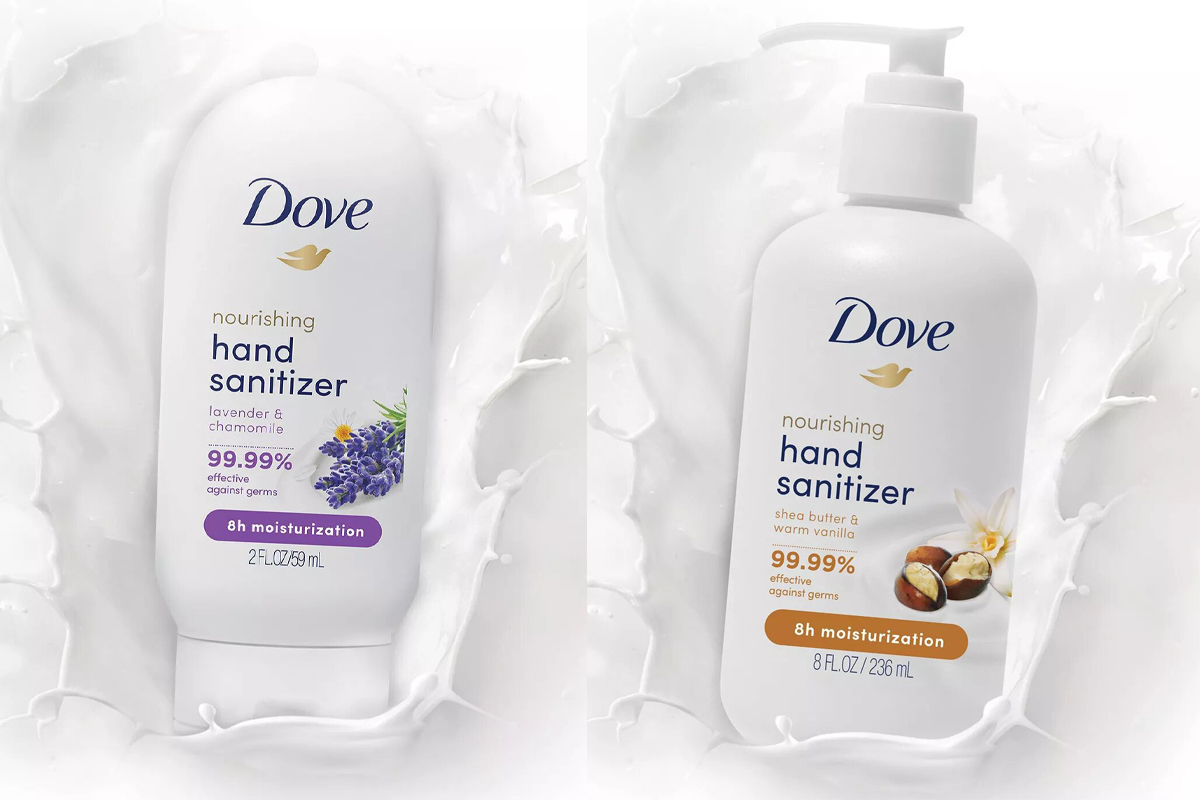 Dove
nourishing
hand
sanitizer
lavender &
chamomile
99.99%
effective
against germs
8h moisturization
2 FL.OZ/59 mL
Dove
nourishing
hand
sanitizer
shea butter &
warm vanilla
99.99%
effective
against germs
8h moisturization
8 FL.OZ / 236 mL